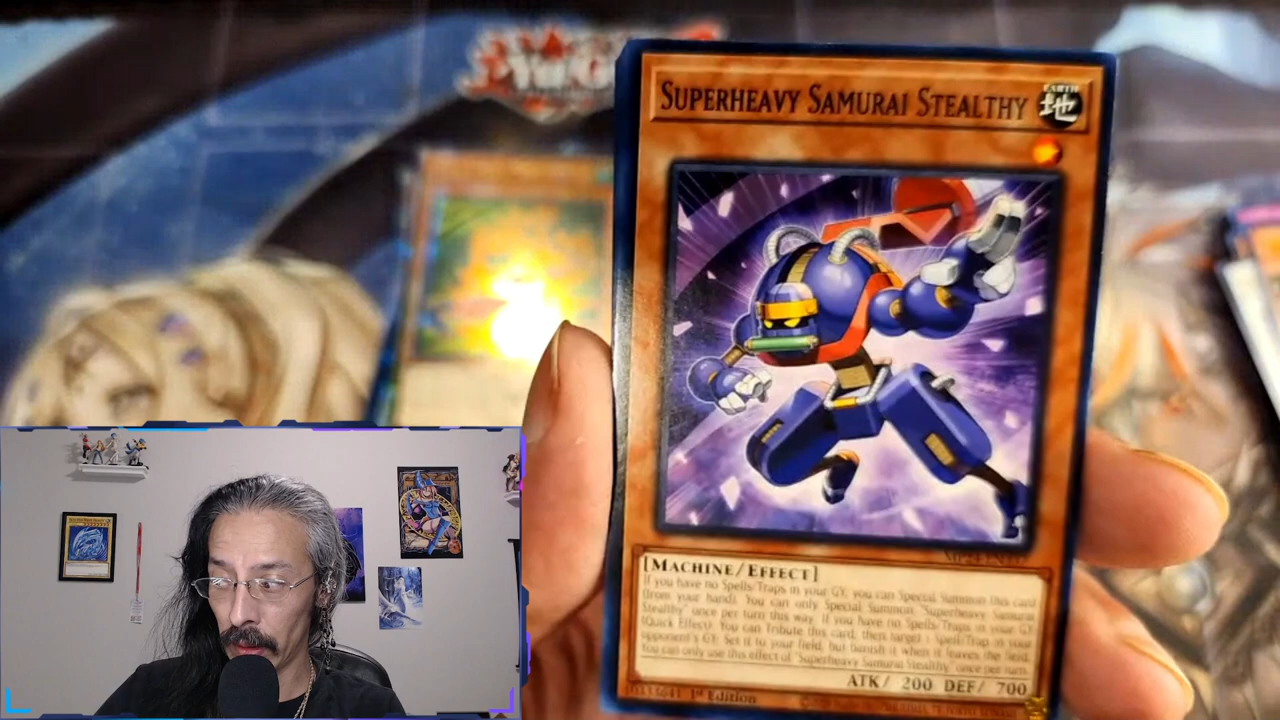 SUPERHEAVY SAMURAI STEALTHY
EARTH
地
[MACHINE/EFFECT]
If you have no Spells/Traps in your GY, you can Special Summon this card
(from your hand). You can only Special Summon "Superheavy Samurai
Stealthy" once per turn this way. If you have no Spells/Traps in your GY
(Quick Effect): You can Tribute this card, then target 1 Spell/Trap in your
opponent's GY; Set it to your field, but banish it when it leaves the field.
You can only use this effect of "Superheavy Samurai Stealthy" once per turn.
ATK/ 200 DEF/ 700
1st Edition